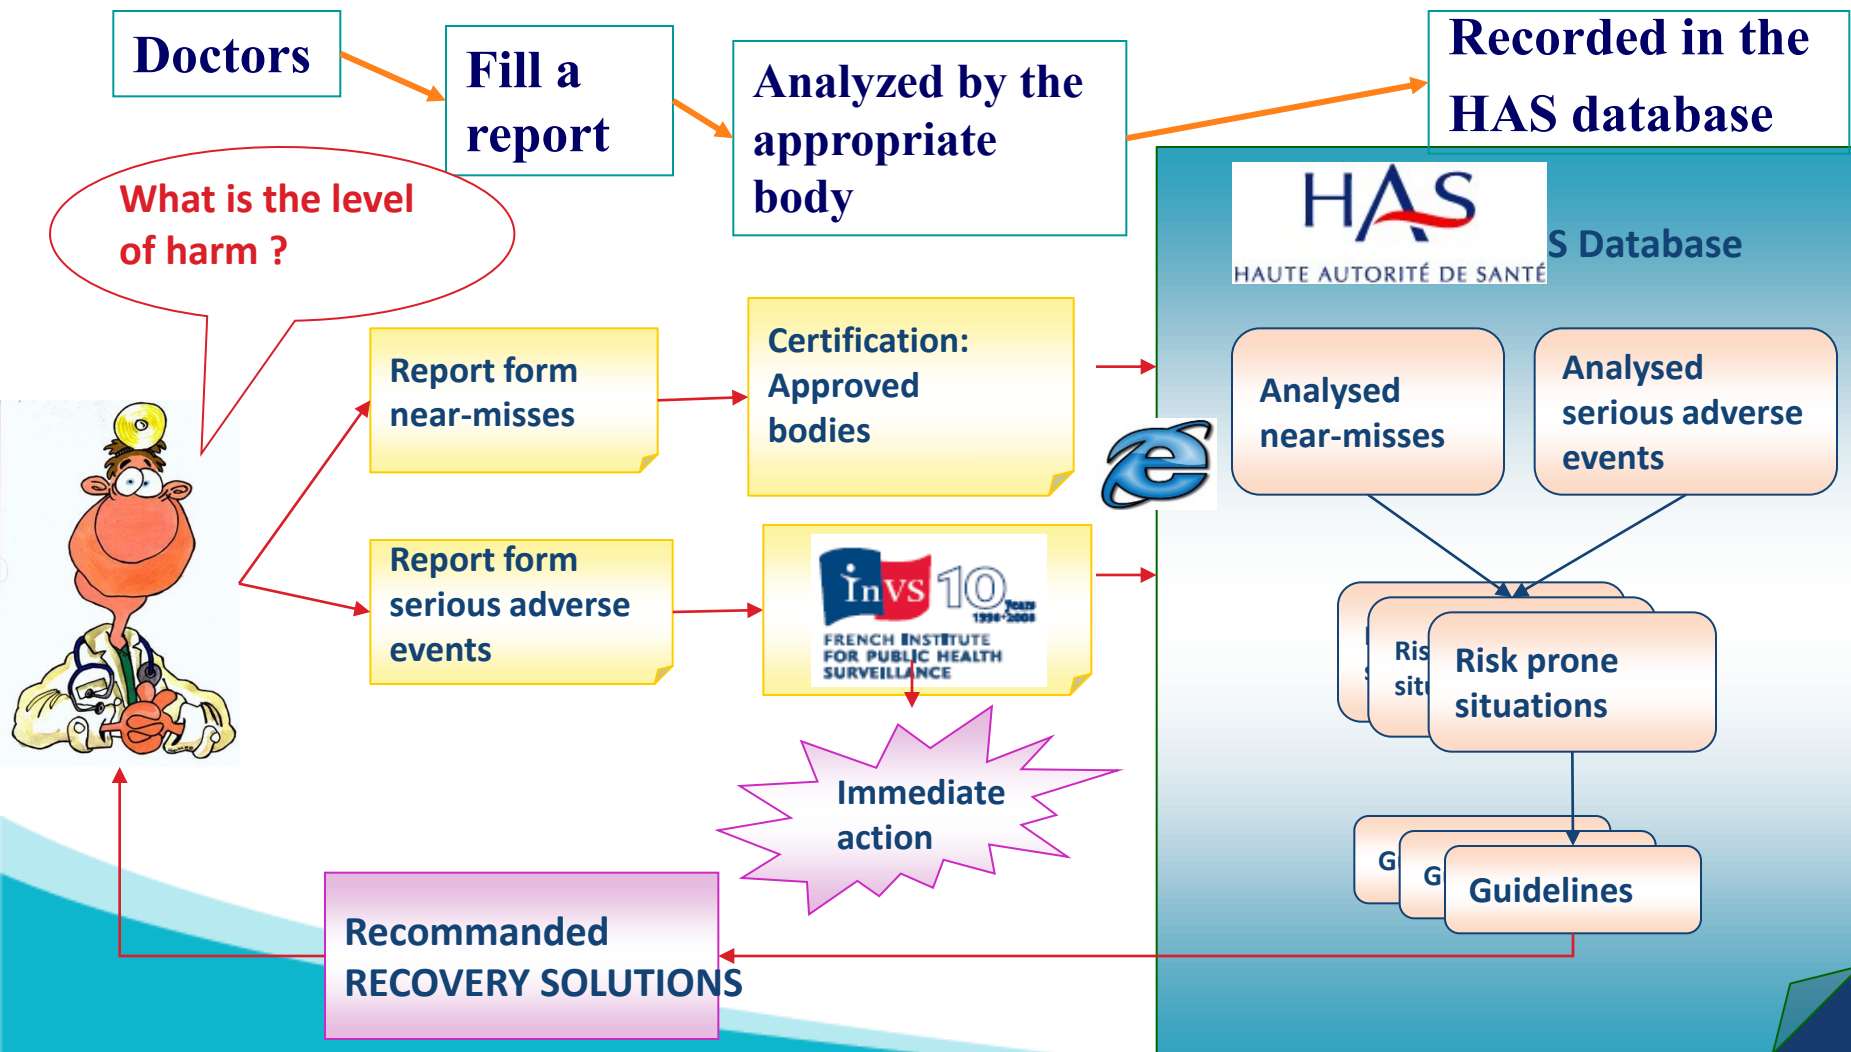 Doctors
Fill a
report
Analyzed by the
appropriate
body
Recorded in the
HAS database
What is the level
of harm ?
HAS
HAUTE AUTORITÉ DE SANTÉ
S Database
Report form
near-misses
Certification:
Approved
bodies
Analysed
near-misses
Analysed
serious adverse
events
Report form
serious adverse
events
InVS 10
Years
1998-2008
FRENCH INSTITUTE
FOR PUBLIC HEALTH
SURVEILLANCE
Ris
situ
Risk prone
situations
Immediate
action
G
G
Guidelines
Recommanded
RECOVERY SOLUTIONS